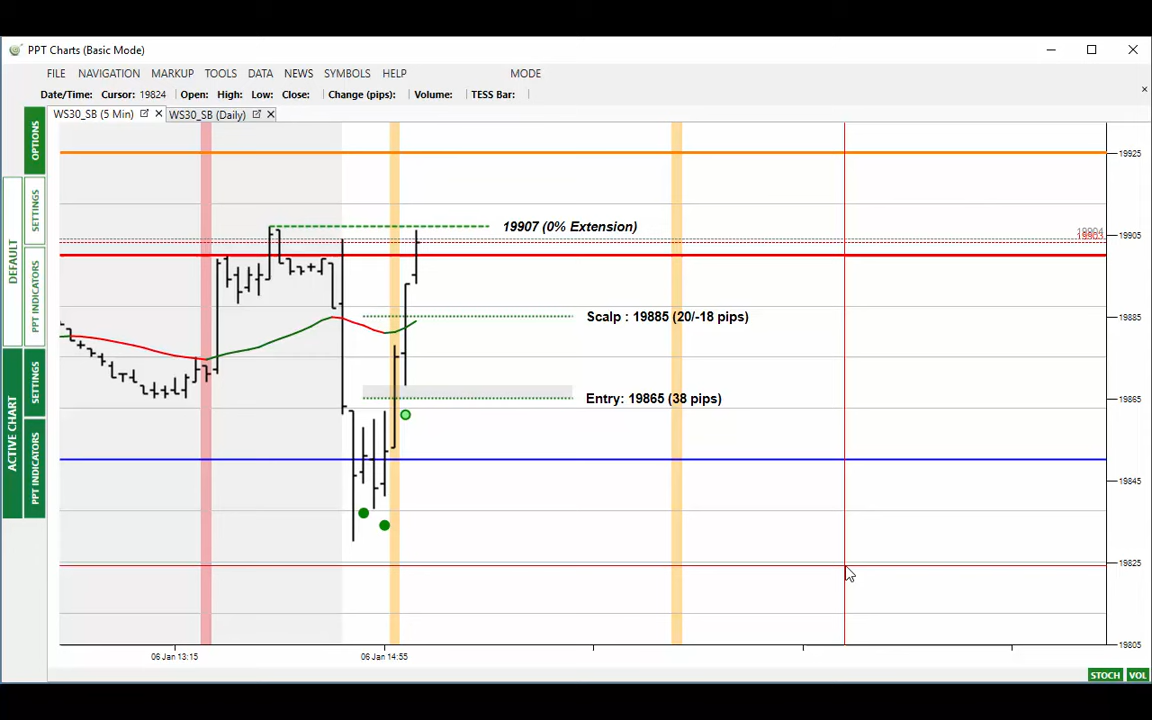 PPT Charts (Basic Mode)
FILE NAVIGATION MARKUP TOOLS DATA NEWS SYMBOLS HELP MODE
Date/Time: Cursor: 19824 Open: High: Low: Close: Change (pips): Volume: TESS Bar:
WS30_SB (5 Min) WS30_SB (Daily)
OPTIONS
SETTINGS
DEFAULT
PPT INDICATORS
SETTINGS
ACTIVE CHART
PPT INDICATORS
19925
19907 (0% Extension)
19904
19903
19905
Scalp : 19885 (20/-18 pips)
19885
Entry: 19865 (38 pips)
19865
19845
19825
19805
06 Jan 13:15 06 Jan 14:55
STOCH VOL